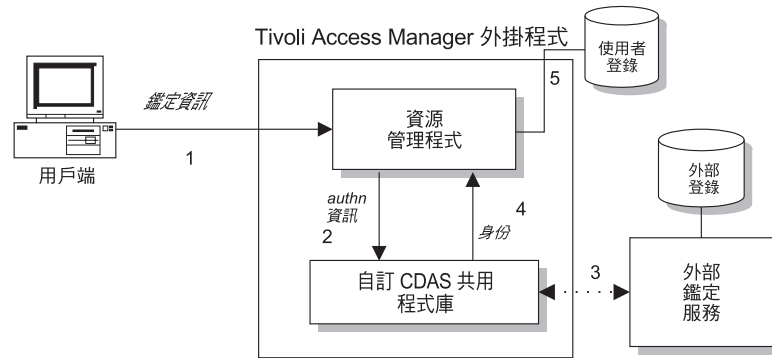 Tivoli Access Manager 外掛程式
使用者
登錄
5
鑑定資訊
1
用戶端
資源
管理程式
外部
登錄
authn
資訊
2
4
身份
自訂 CDAS 共用
程式庫
3
外部
鑑定
服務